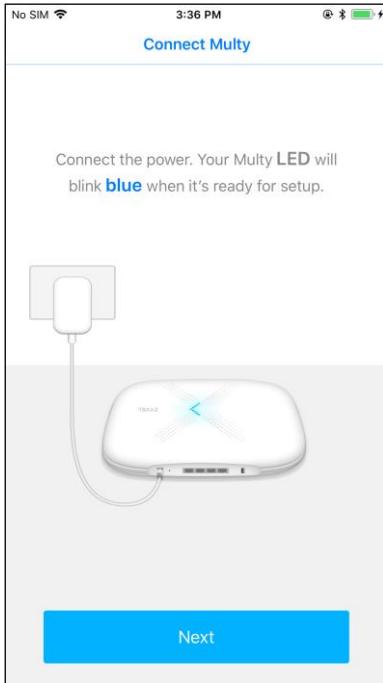 No SIM 3:36 PM
Connect Multy
Connect the power. Your Multy LED will
blink blue when it's ready for setup.
ZYXEL
Next